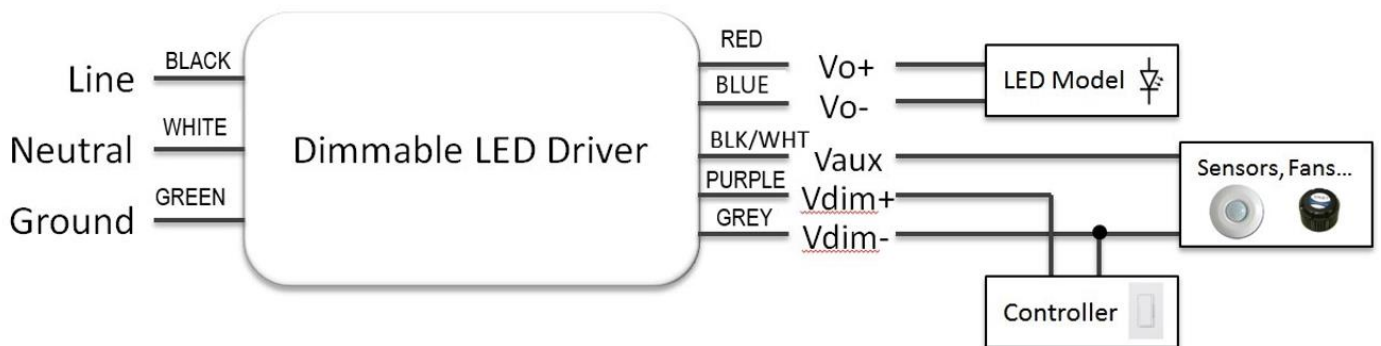 Line BLACK
Neutral WHITE
Ground GREEN
Dimmable LED Driver
RED Vo+
BLUE Vo-
BLK/WHT Vaux
PURPLE Vdim+
GREY Vdim-
LED Model
Sensors, Fans...
Controller